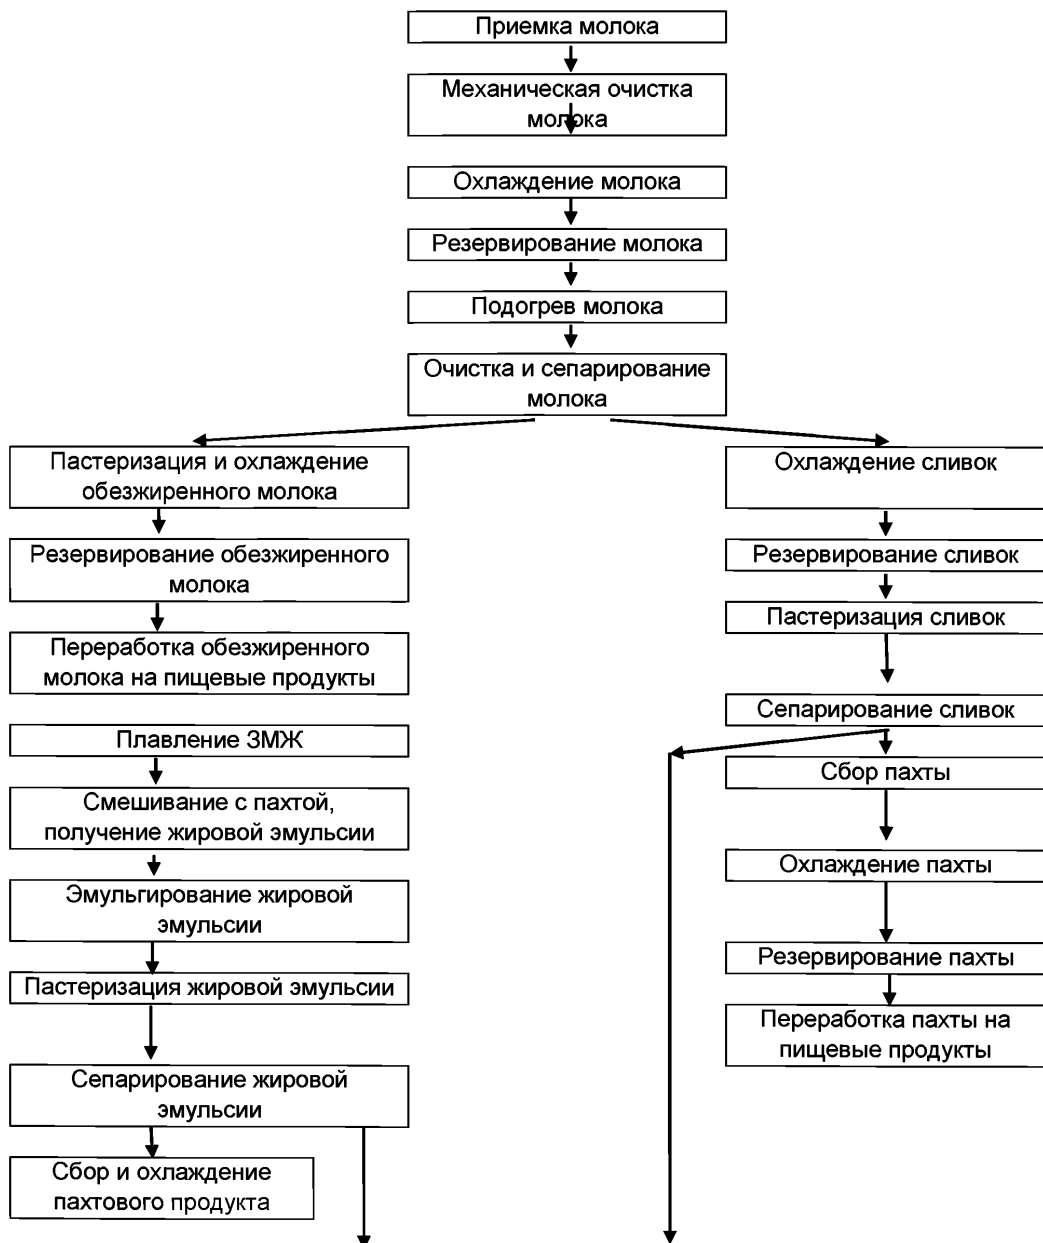 Приемка молока
Механическая очистка
молока
Охлаждение молока
Резервирование молока
Подогрев молока
Очистка и сепарирование
молока
Пастеризация и охлаждение
обезжиренного молока
Резервирование обезжиренного
молока
Переработка обезжиренного
молока на пищевые продукты
Плавление ЗМЖ
Смешивание с пахтой,
получение жировой эмульсии
Эмульгирование жировой
эмульсии
Пастеризация жировой эмульсии
Сепарирование жировой
эмульсии
Сбор и охлаждение
пахтового продукта
Охлаждение сливок
Резервирование сливок
Пастеризация сливок
Сепарирование сливок
Сбор пахты
Охлаждение пахты
Резервирование пахты
Переработка пахты на
пищевые продукты